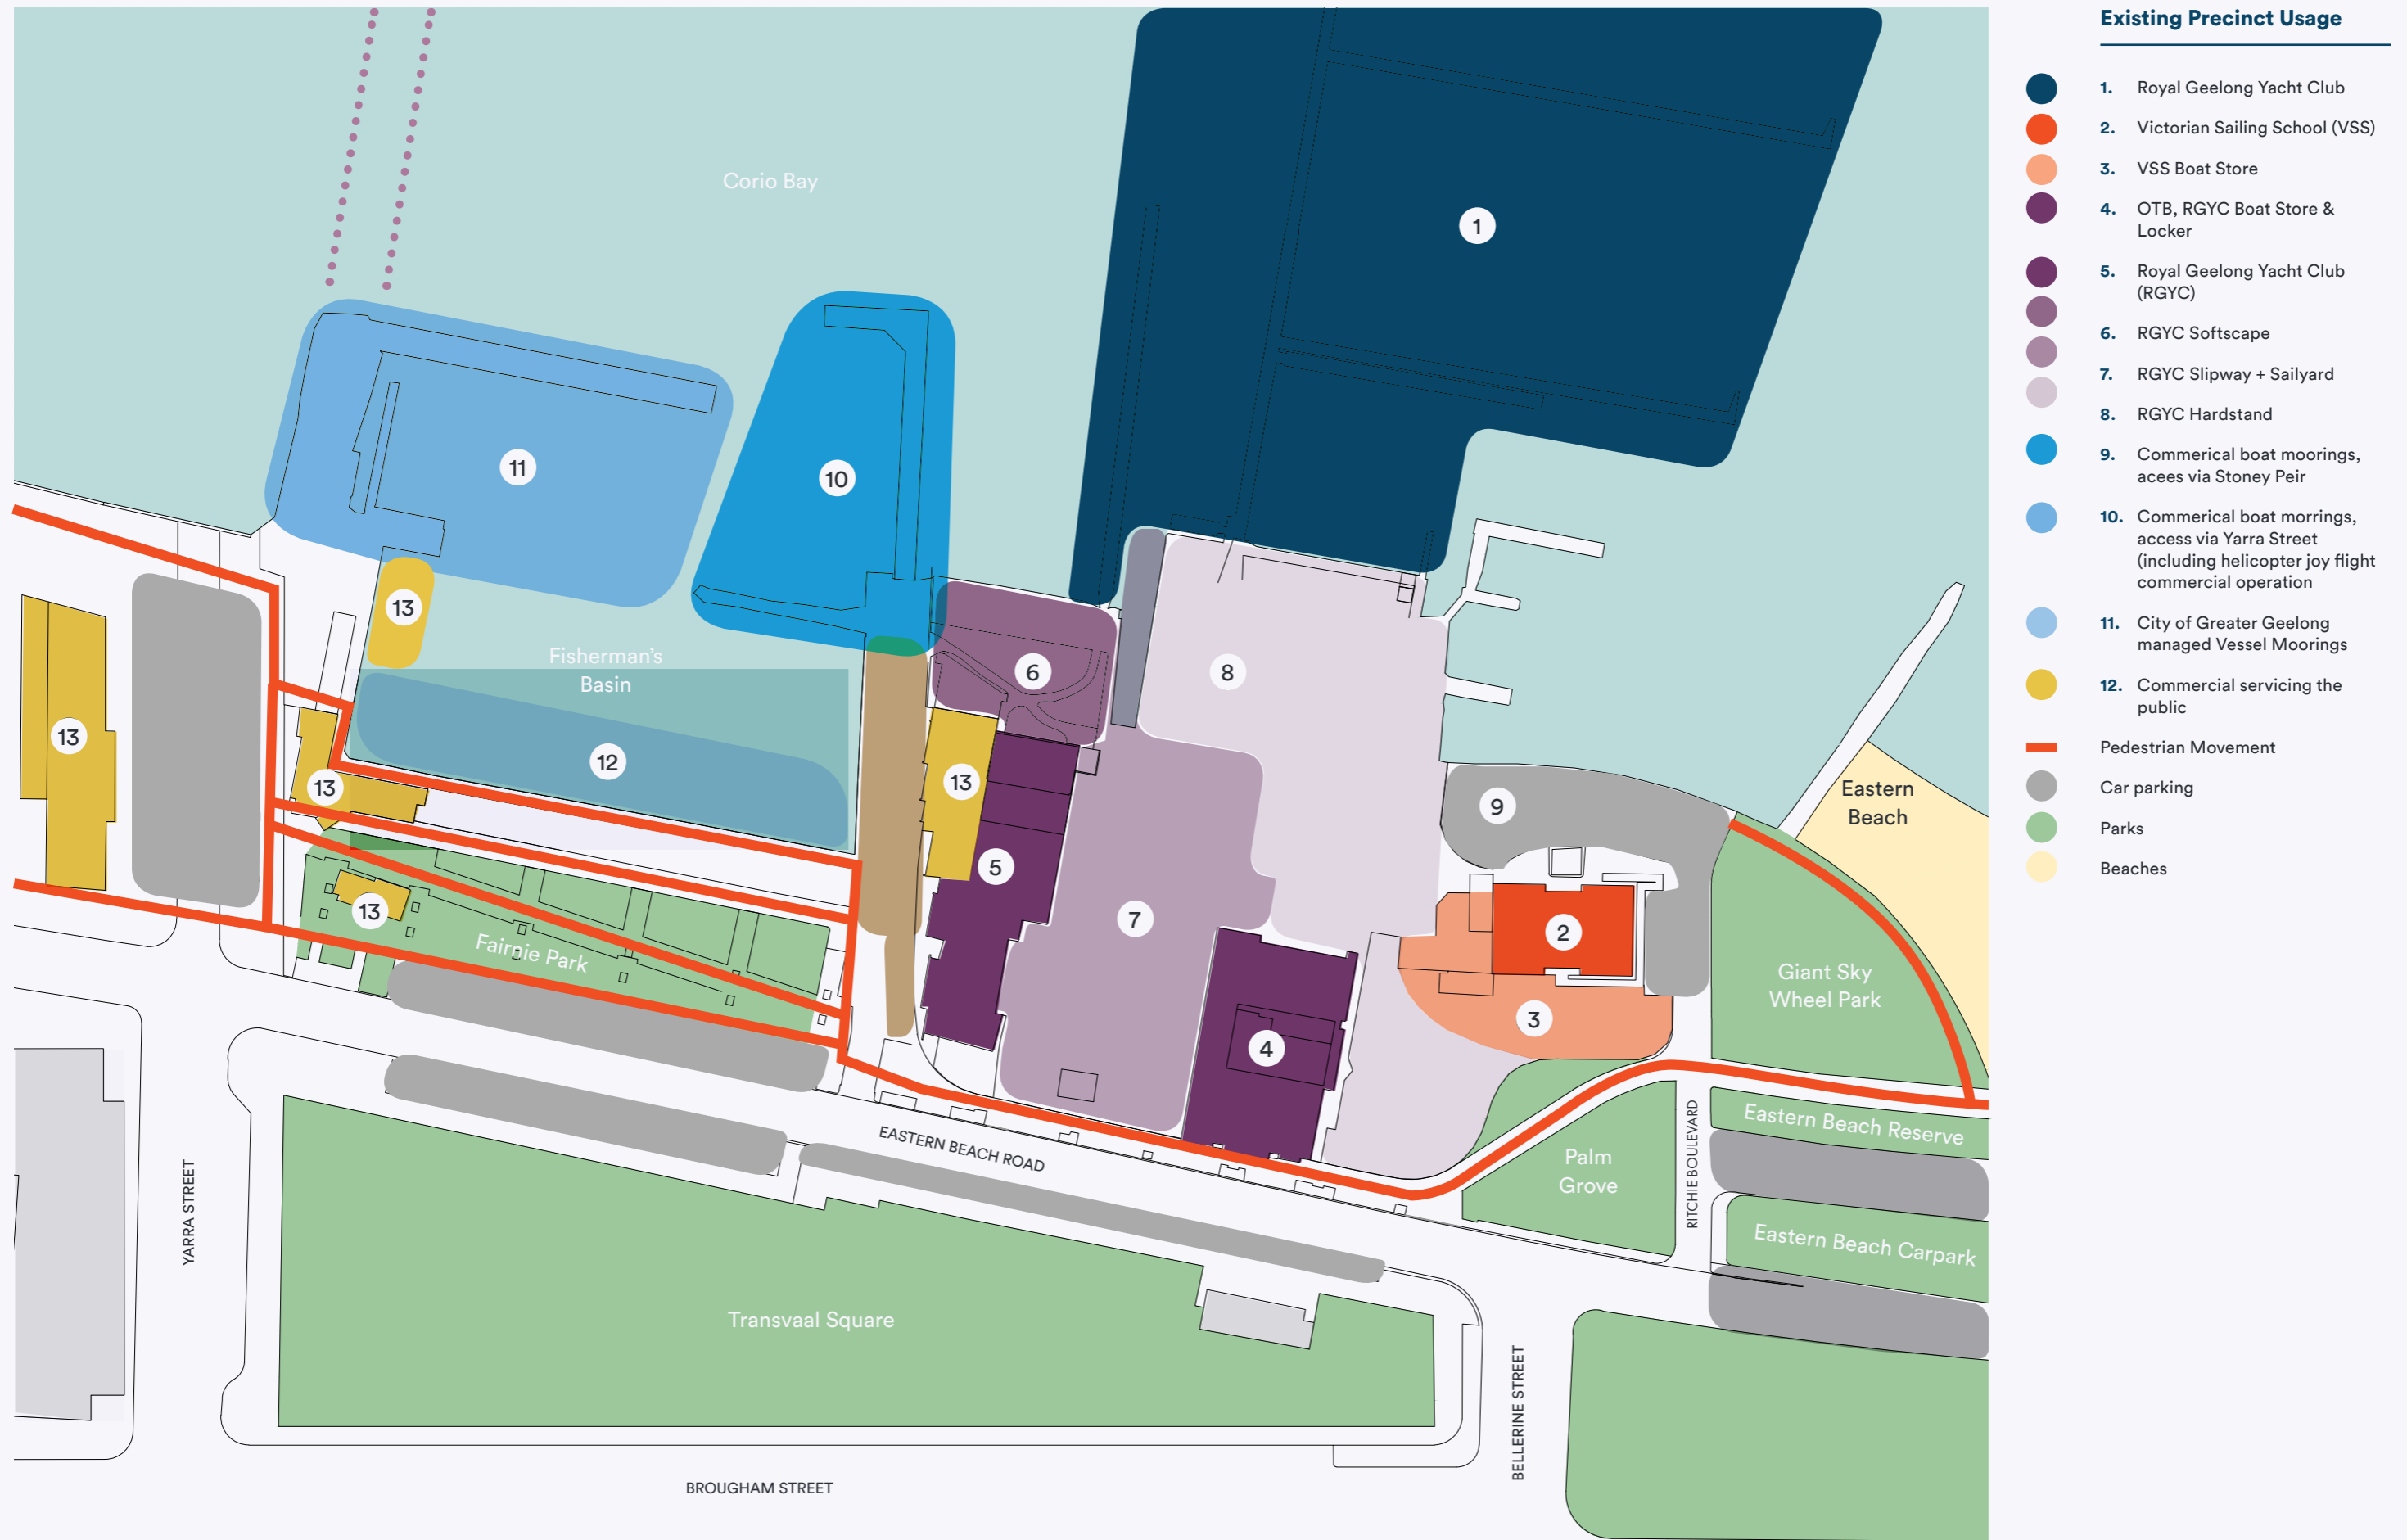 Existing Precinct Usage
1. Royal Geelong Yacht Club
2. Victorian Sailing School (VSS)
3. VSS Boat Store
4. OTB, RGYC Boat Store &
Locker
5. Royal Geelong Yacht Club
(RGYC)
6. RGYC Softscape
7. RGYC Slipway + Sailyard
8. RGYC Hardstand
9. Commerical boat moorings,
acees via Stoney Peir
10. Commerical boat morrings,
access via Yarra Street
(including helicopter joy flight
commercial operation
11. City of Greater Geelong
managed Vessel Moorings
12. Commercial servicing the
public
Pedestrian Movement
Car parking
Parks
Beaches
Corio Bay
1
11
10
13
Fisherman's
Basin
6
8
13
12
13
13
9
Eastern
Beach
5
13
7
2
Fairnie Park
Giant Sky
Wheel Park
3
4
EASTERN BEACH ROAD
Eastern Beach Reserve
Palm
Grove
RITCHIE BOULEVARD
YARRA STREET
Eastern Beach Carpark
Transvaal Square
BELLERINE STREET
BROUGHAM STREET